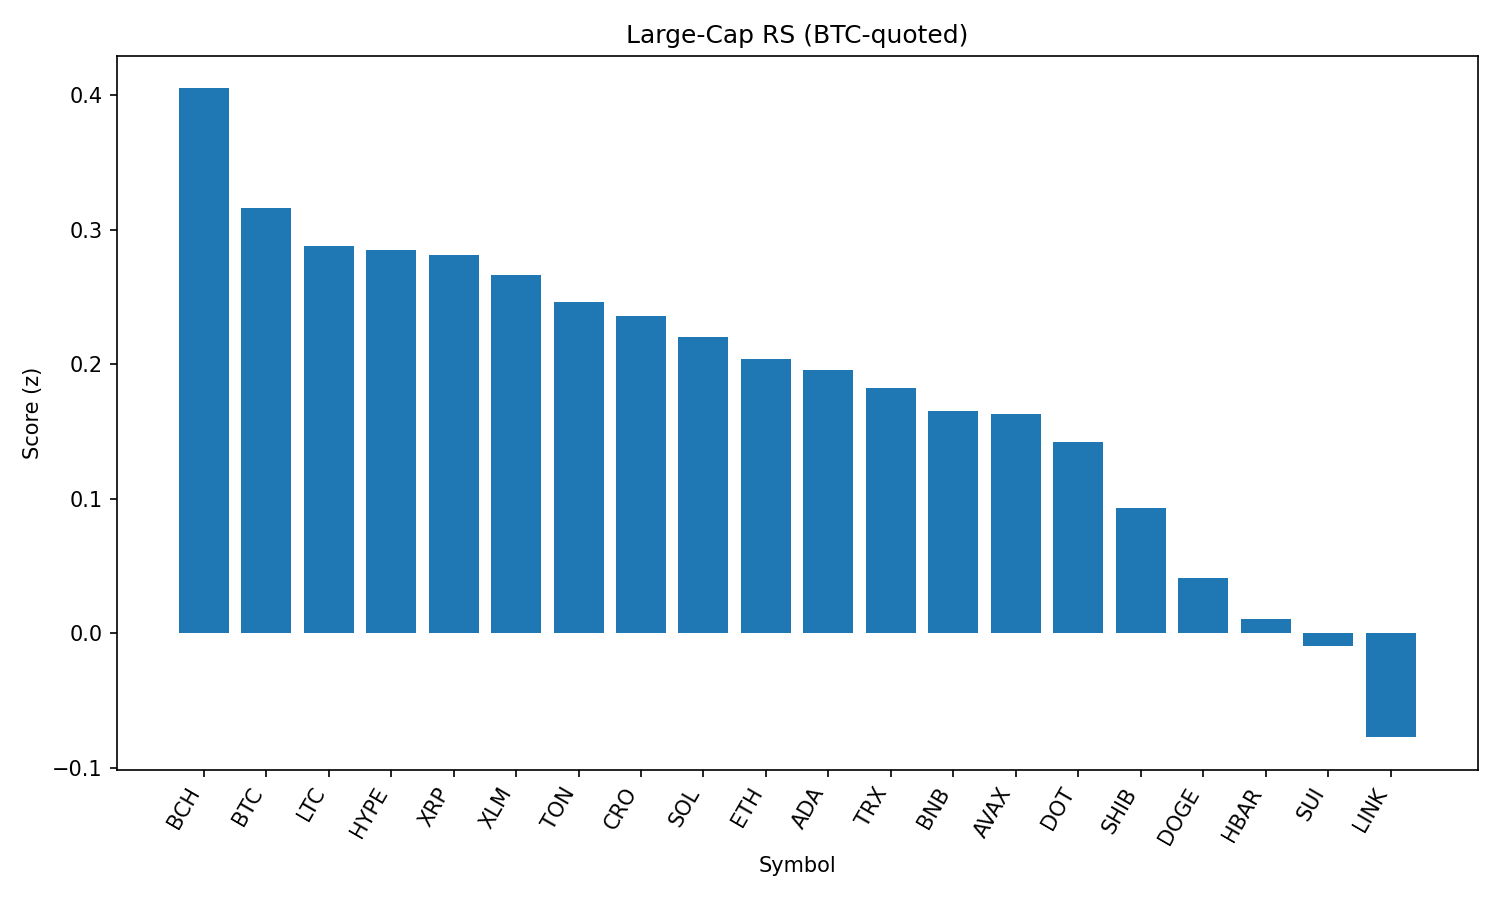 Large-Cap RS (BTC-quoted)
Score (z)
0.4
0.3
0.2
0.1
0.0
−0.1
BCH
BTC
LTC
HYPE
XRP
XLM
TON
CRO
SOL
ETH
ADA
TRX
BNB
AVAX
DOT
SHIB
DOGE
HBAR
SUI
LINK
Symbol